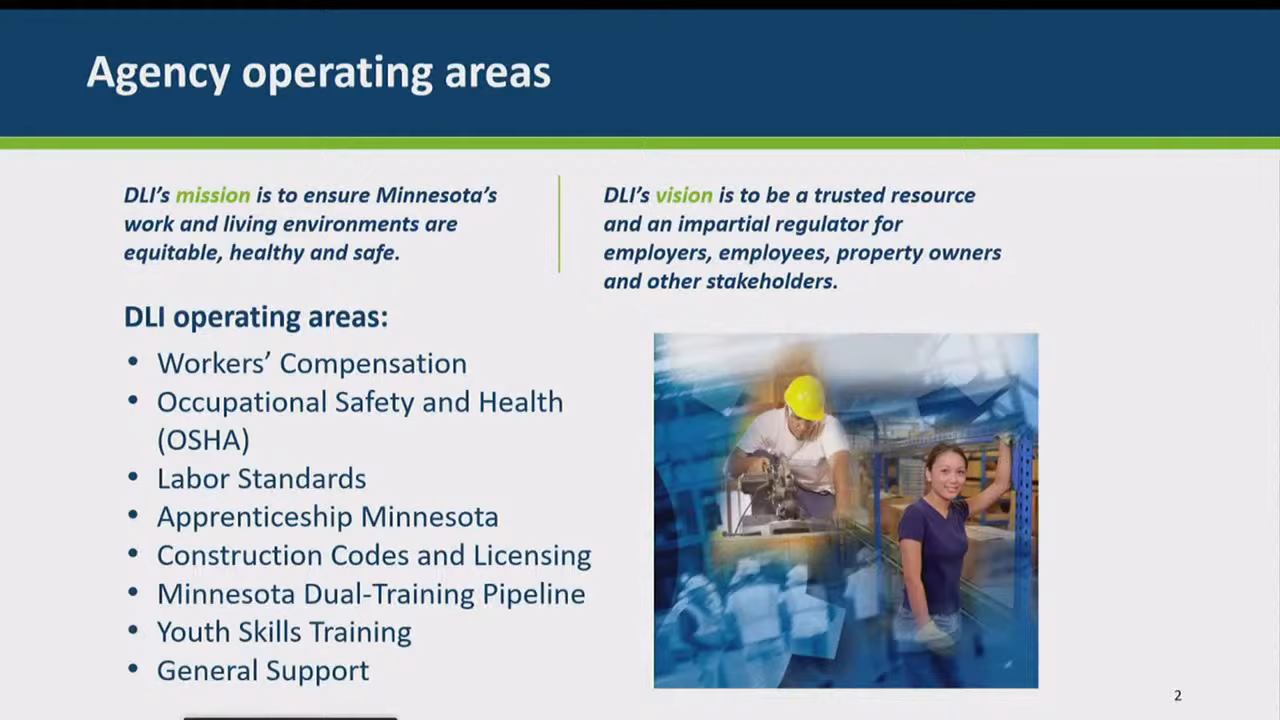 Agency operating areas
DLI’s mission is to ensure Minnesota’s
work and living environments are
equitable, healthy and safe.
DLI’s vision is to be a trusted resource
and an impartial regulator for
employers, employees, property owners
and other stakeholders.
DLI operating areas:
• Workers’ Compensation
• Occupational Safety and Health
(OSHA)
• Labor Standards
• Apprenticeship Minnesota
• Construction Codes and Licensing
• Minnesota Dual-Training Pipeline
• Youth Skills Training
• General Support
2